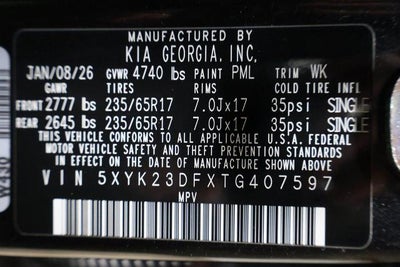 MANUFACTURED BY
KIA GEORGIA, INC.
JAN/08/26 GVWR 4740 lbs PAINT PML TRIM WK
GAWR TIRES RIMS COLD TIRE INFL
FRONT 2777 lbs 235/65R17 7.0Jx17 35psi SINGLE
REAR 2645 lbs 235/65R17 7.0Jx17 35psi SINGLE
THIS VEHICLE CONFORMS TO ALL APPLICABLE U.S.A FEDERAL
MOTOR VEHICLE SAFETY AND THEFT PREVENTION STANDARDS
IN EFFECT ON THE DATE OF MANUFACTURE SHOWN ABOVE
VIN 5XYK23DFXTG407597
MPV